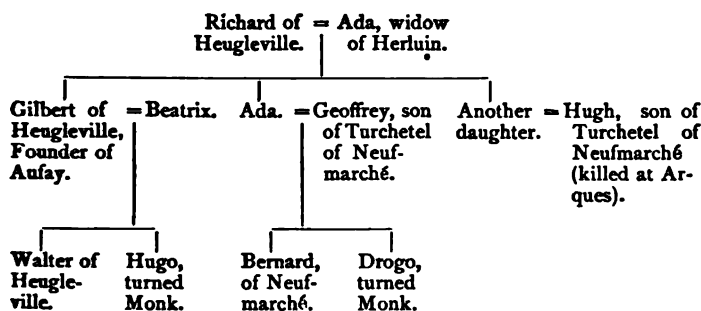 Richard of = Ada, widow
Heugleville. of Herluin.
Gilbert of = Beatrix. Ada. = Geoffrey, son Another = Hugh, son of
Heugleville, of Turchetel daughter. Turchetel of
Founder of of Neuf- Neufmarché
Aufay. marché. (killed at Ar-
ques).
Walter of Hugo, Bernard, Drogo,
Heugle- turned of Neuf- turned
ville. Monk. marché. Monk.